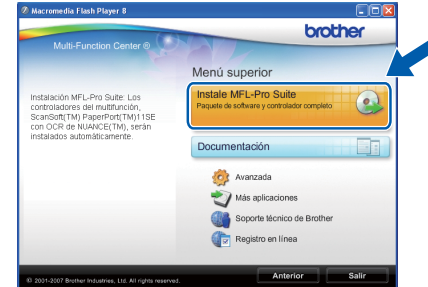 Macromedia Flash Player 8
brother
Multi-Function Center ®
Menú superior
Instalación MFL-Pro Suite. Los
controladores del multifunción,
ScanSoft(TM) PaperPort(TM)11SE
con OCR de NUANCE(TM), serán
instalados automáticamente.
Instale MFL-Pro Suite
Paquete de software y controlador completo
Documentación
Avanzada
Más aplicaciones
Soporte técnico de Brother
Registro en línea
© 2001-2007 Brother Industries, Ltd. All rights reserved.
Anterior
Salir